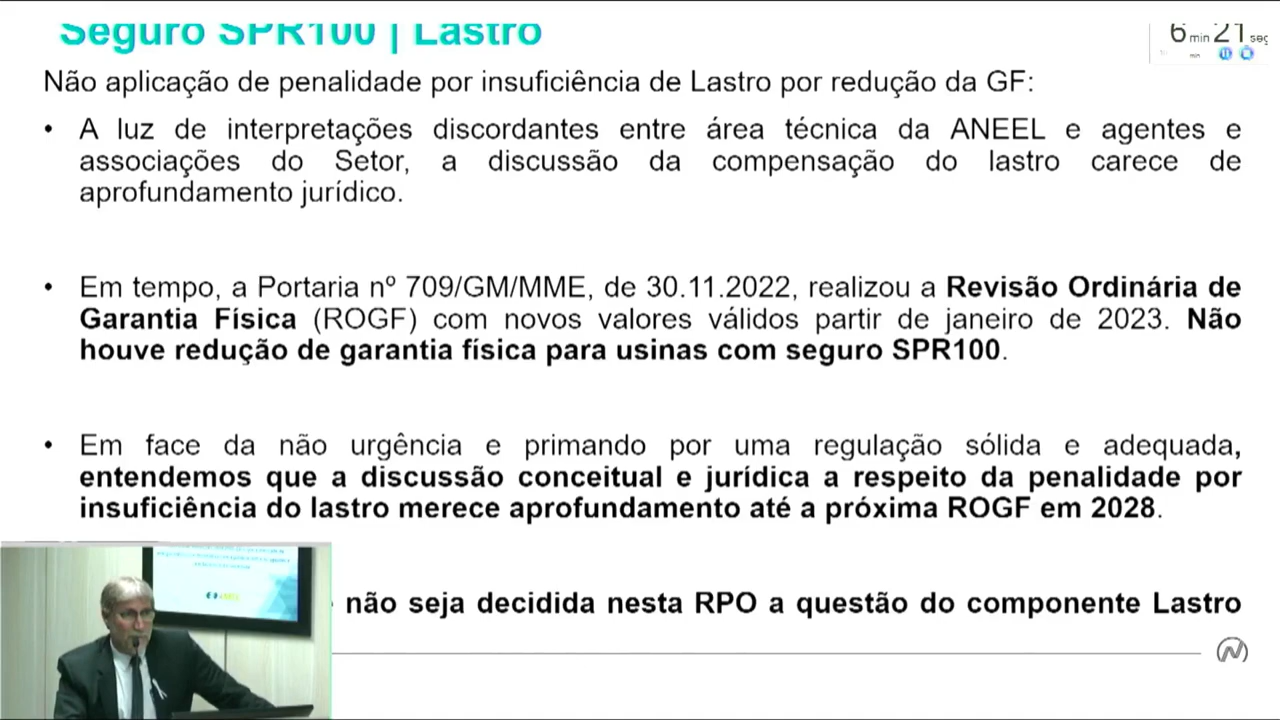 Seguro SPR100 | Lastro
6 min 21 seg
Não aplicação de penalidade por insuficiência de Lastro por redução da GF:
• A luz de interpretações discordantes entre área técnica da ANEEL e agentes e
associações do Setor, a discussão da compensação do lastro carece de
aprofundamento jurídico.
• Em tempo, a Portaria nº 709/GM/MME, de 30.11.2022, realizou a Revisão Ordinária de
Garantia Física (ROGF) com novos valores válidos partir de janeiro de 2023. Não
houve redução de garantia física para usinas com seguro SPR100.
• Em face da não urgência e primando por uma regulação sólida e adequada,
entendemos que a discussão conceitual e jurídica a respeito da penalidade por
insuficiência do lastro merece aprofundamento até a próxima ROGF em 2028.
não seja decidida nesta RPO a questão do componente Lastro